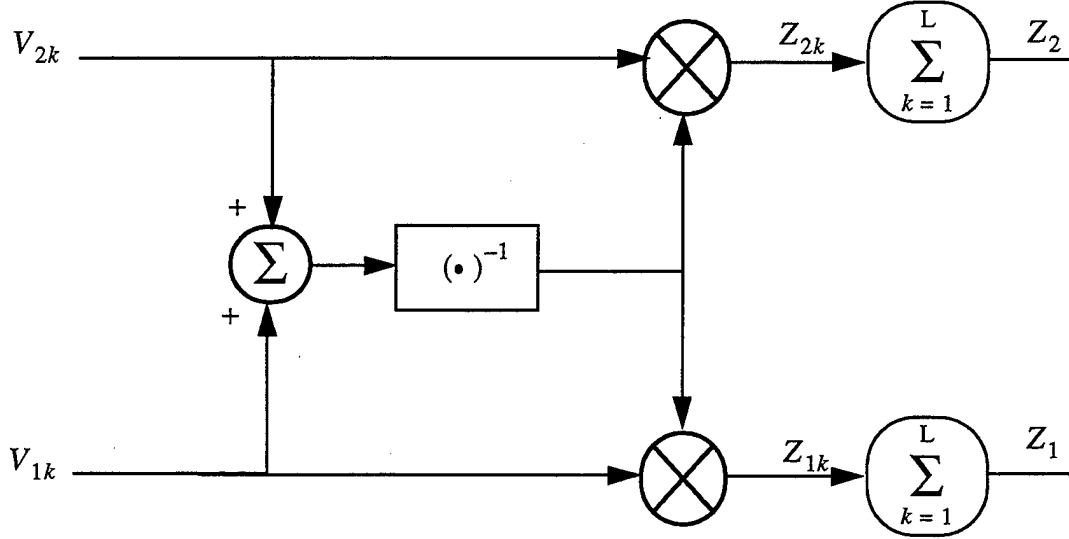 V₂ₖ
Z₂ₖ
L
Σ
k = 1
Z₂
+
Σ
(•)⁻¹
+
V₁ₖ
Z₁ₖ
L
Σ
k = 1
Z₁